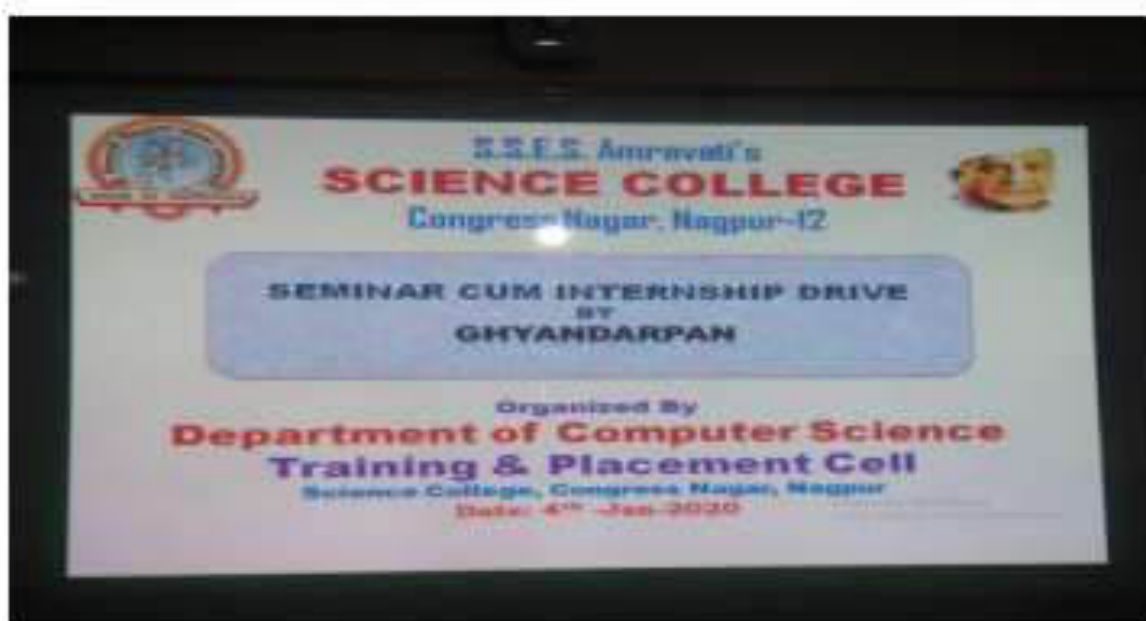 S.S.E.S. Amravati's
SCIENCE COLLEGE
Congress Nagar, Nagpur-12
SEMINAR CUM INTERNSHIP DRIVE
BY
GHYANDARPAN
Organized By
Department of Computer Science
Training & Placement Cell
Science College, Congress Nagar, Nagpur
Date: 4th -Jan-2020